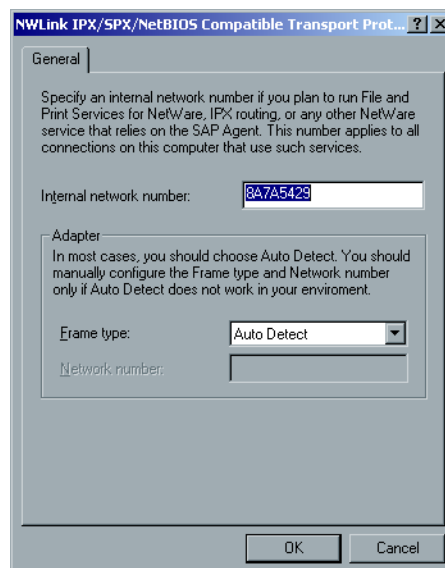 NWLink IPX/SPX/NetBIOS Compatible Transport Prot...
General
Specify an internal network number if you plan to run File and
Print Services for NetWare, IPX routing, or any other NetWare
service that relies on the SAP Agent. This number applies to all
connections on this computer that use such services.
Internal network number: 8A7A5429
Adapter
In most cases, you should choose Auto Detect. You should
manually configure the Frame type and Network number
only if Auto Detect does not work in your enviroment.
Frame type: Auto Detect
Network number:
OK Cancel